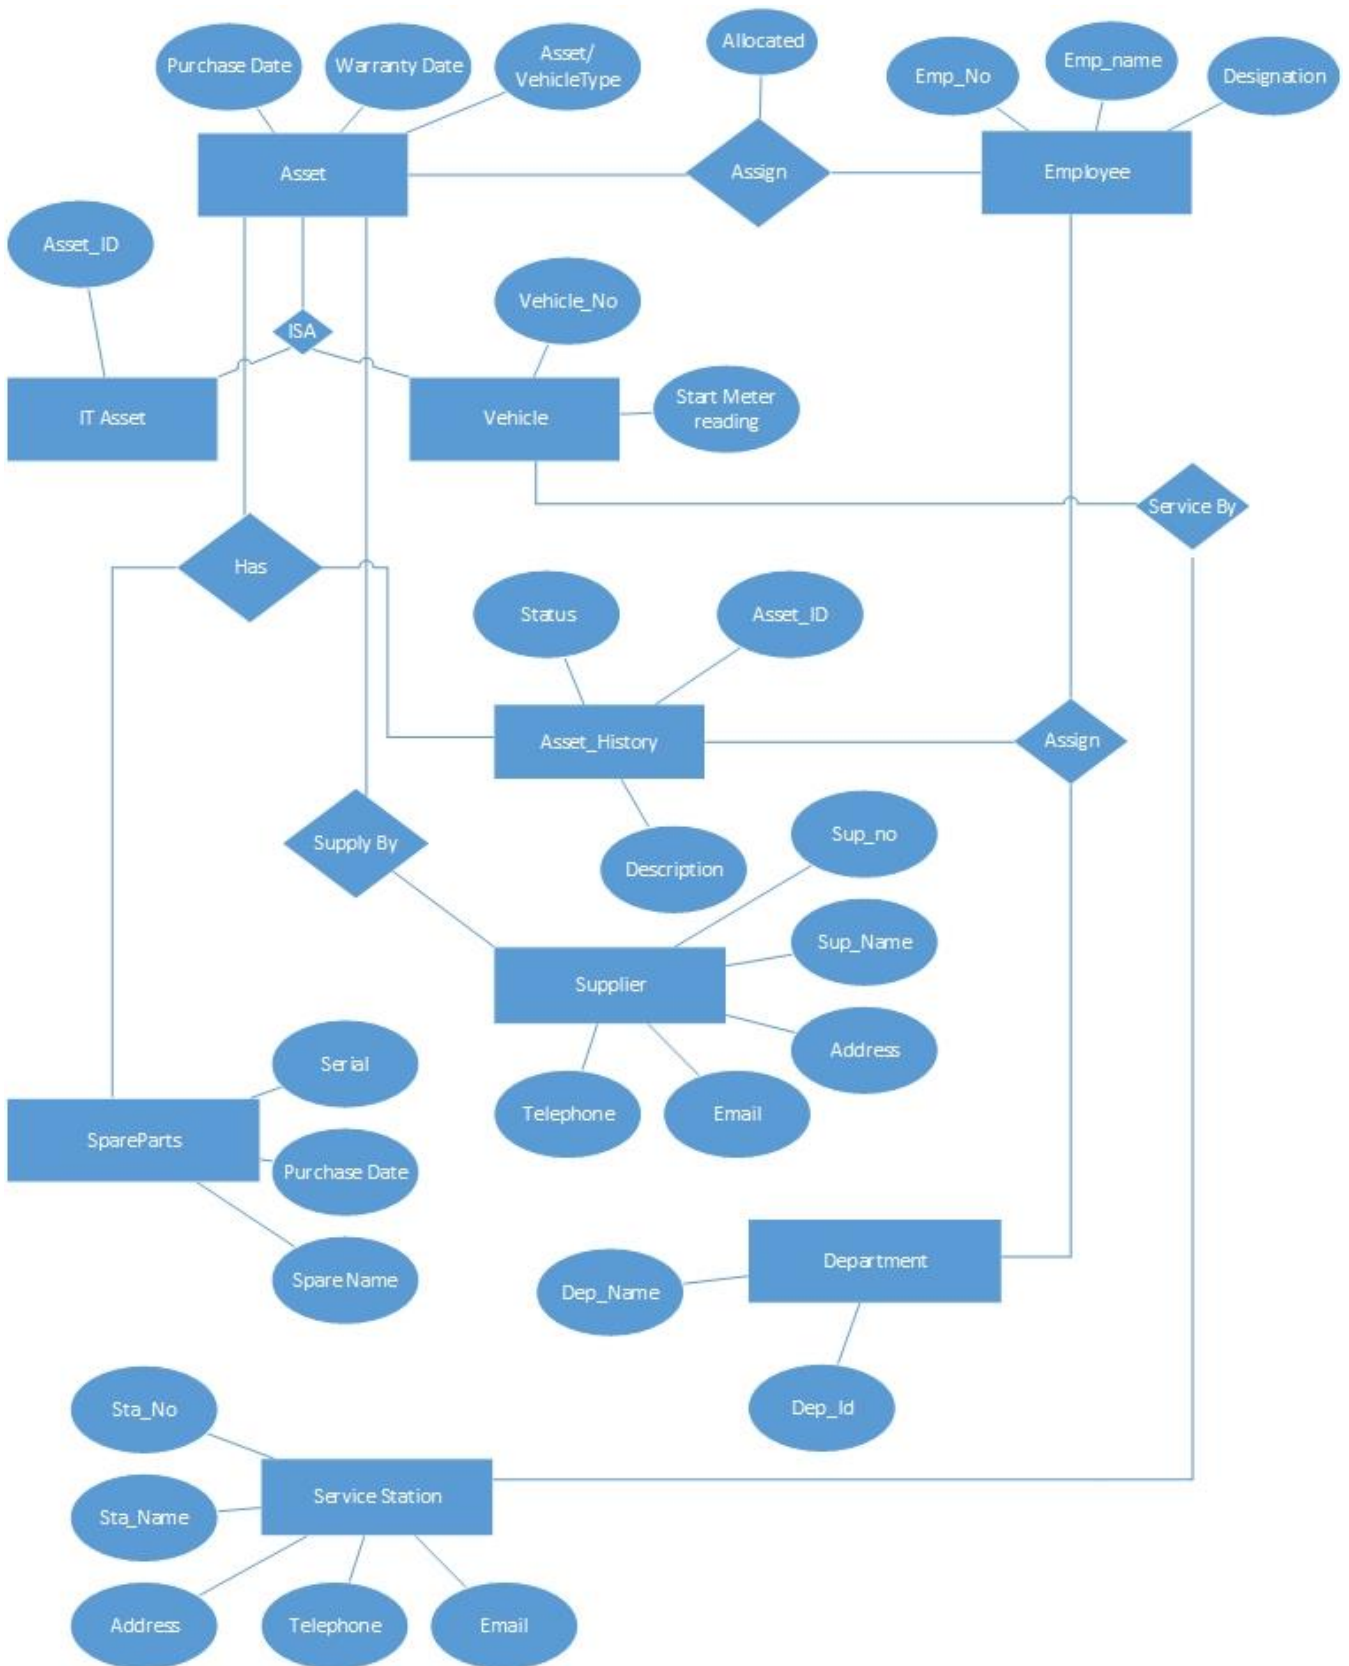 Purchase Date
Warranty Date
Asset/
VehicleType
Allocated
Emp_No
Emp_name
Designation
Asset
Assign
Employee
Asset_ID
ISA
Vehicle_No
IT Asset
Vehicle
Start Meter
reading
Service By
Has
Status
Asset_ID
Asset_History
Assign
Supply By
Description
Sup_no
Sup_Name
Supplier
Address
Serial
Telephone
Email
SpareParts
Purchase Date
Spare Name
Department
Dep_Name
Dep_Id
Sta_No
Service Station
Sta_Name
Address
Telephone
Email